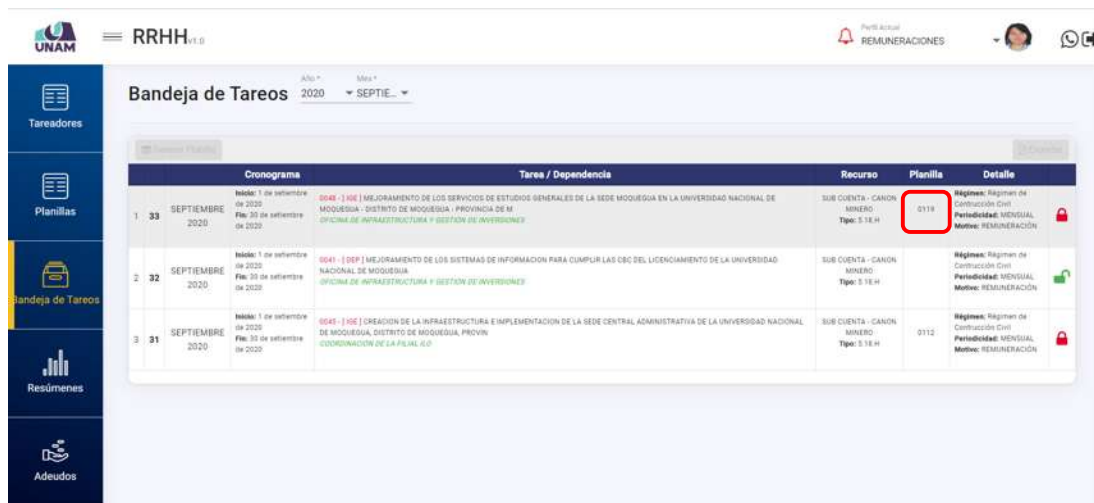 UNAM
RRHH v1.0
Perfil Actual
REMUNERACIONES
Tareadores
Planillas
Bandeja de Tareos
Resúmenes
Adeudos
Bandeja de Tareos
Año *
2020
Mes *
SEPTIE...
Cronograma Tarea / Dependencia Recurso Planilla Detalle
1 33
SEPTIEMBRE
2020
Inicio: 1 de setiembre
de 2020
Fin: 30 de setiembre
de 2020
0048 - [ IGE ] MEJORAMIENTO DE LOS SERVICIOS DE ESTUDIOS GENERALES DE LA SEDE MOQUEGUA EN LA UNIVERSIDAD NACIONAL DE
MOQUEGUA - DISTRITO DE MOQUEGUA - PROVINCIA DE M
OFICINA DE INFRAESTRUCTURA Y GESTIÓN DE INVERSIONES
SUB CUENTA - CANON
MINERO
Tipo: 5.18.H
0119
Régimen: Régimen de
Contrucción Civil
Periodicidad: MENSUAL
Motivo: REMUNERACIÓN
2 32
SEPTIEMBRE
2020
Inicio: 1 de setiembre
de 2020
Fin: 30 de setiembre
de 2020
0041 - [ DEP ] MEJORAMIENTO DE LOS SISTEMAS DE INFORMACION PARA CUMPLIR LAS CBC DEL LICENCIAMIENTO DE LA UNIVERSIDAD
NACIONAL DE MOQUEGUA
OFICINA DE INFRAESTRUCTURA Y GESTIÓN DE INVERSIONES
SUB CUENTA - CANON
MINERO
Tipo: 5.18.H
Régimen: Régimen de
Contrucción Civil
Periodicidad: MENSUAL
Motivo: REMUNERACIÓN
3 31
SEPTIEMBRE
2020
Inicio: 1 de setiembre
de 2020
Fin: 30 de setiembre
de 2020
0045 - [ IGE ] CREACION DE LA INFRAESTRUCTURA E IMPLEMENTACION DE LA SEDE CENTRAL ADMINISTRATIVA DE LA UNIVERSIDAD NACIONAL
DE MOQUEGUA, DISTRITO DE MOQUEGUA, PROVIN
COORDINACIÓN DE LA FILIAL ILO
SUB CUENTA - CANON
MINERO
Tipo: 5.18.H
0112
Régimen: Régimen de
Contrucción Civil
Periodicidad: MENSUAL
Motivo: REMUNERACIÓN